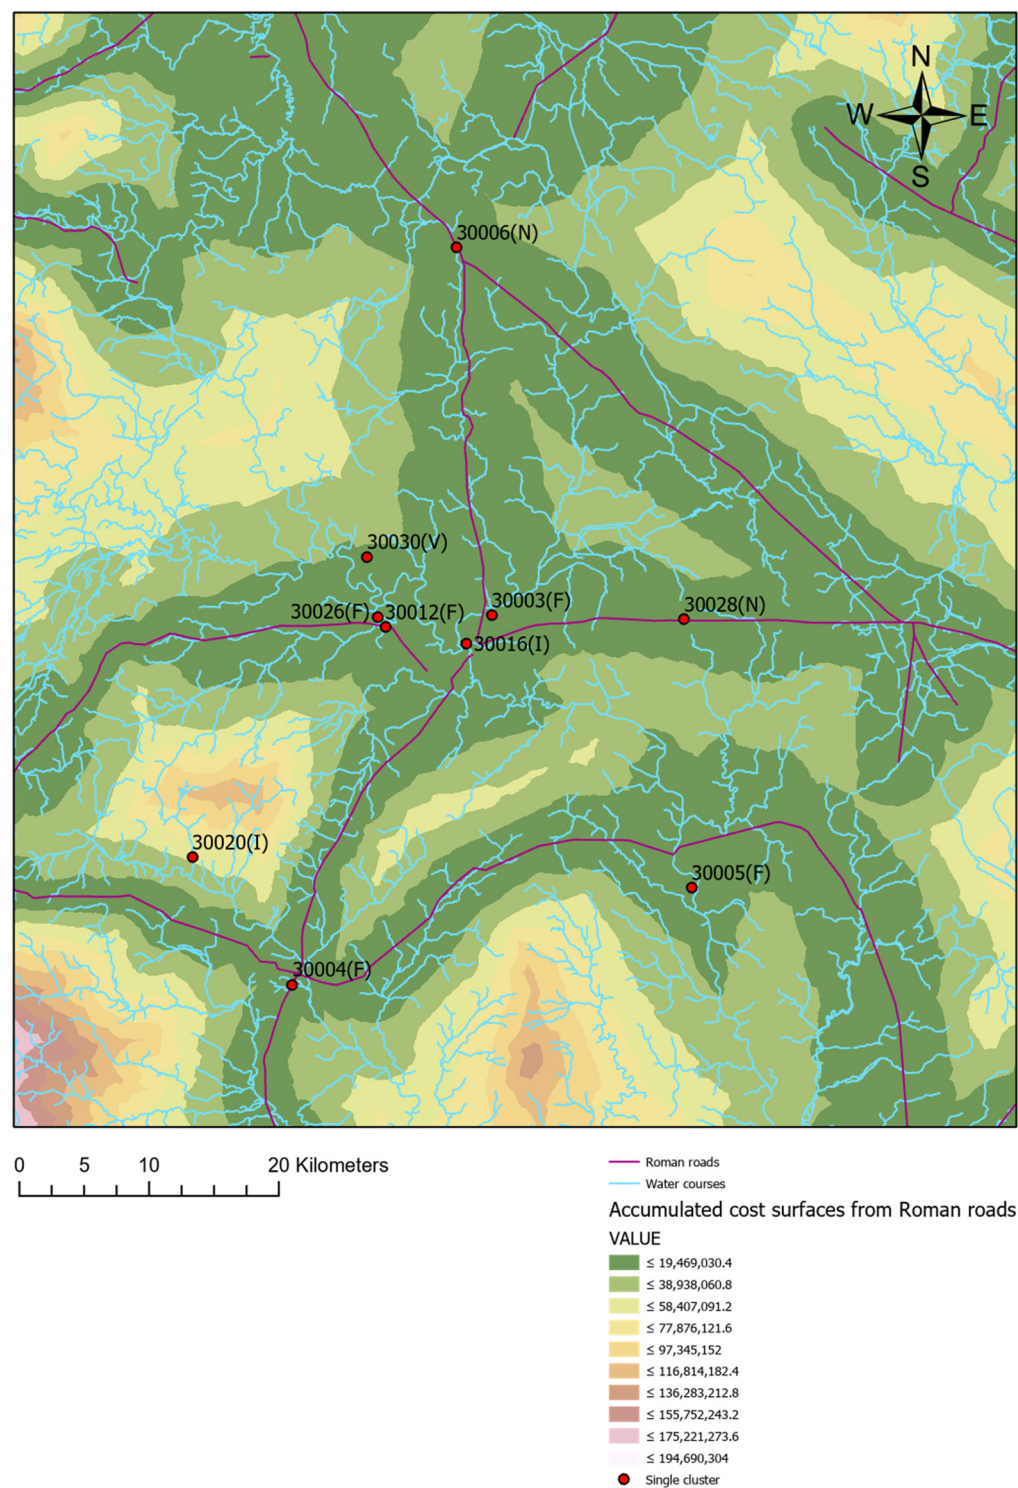 N
W E
S
30006(N)
30030(V)
30026(F) 30012(F) 30003(F) 30028(N)
30016(I)
30020(I)
30005(F)
30004(F)
0 5 10 20 Kilometers
Roman roads
Water courses
Accumulated cost surfaces from Roman roads
VALUE
≤ 19,469,030.4
≤ 38,938,060.8
≤ 58,407,091.2
≤ 77,876,121.6
≤ 97,345,152
≤ 116,814,182.4
≤ 136,283,212.8
≤ 155,752,243.2
≤ 175,221,273.6
≤ 194,690,304
Single cluster